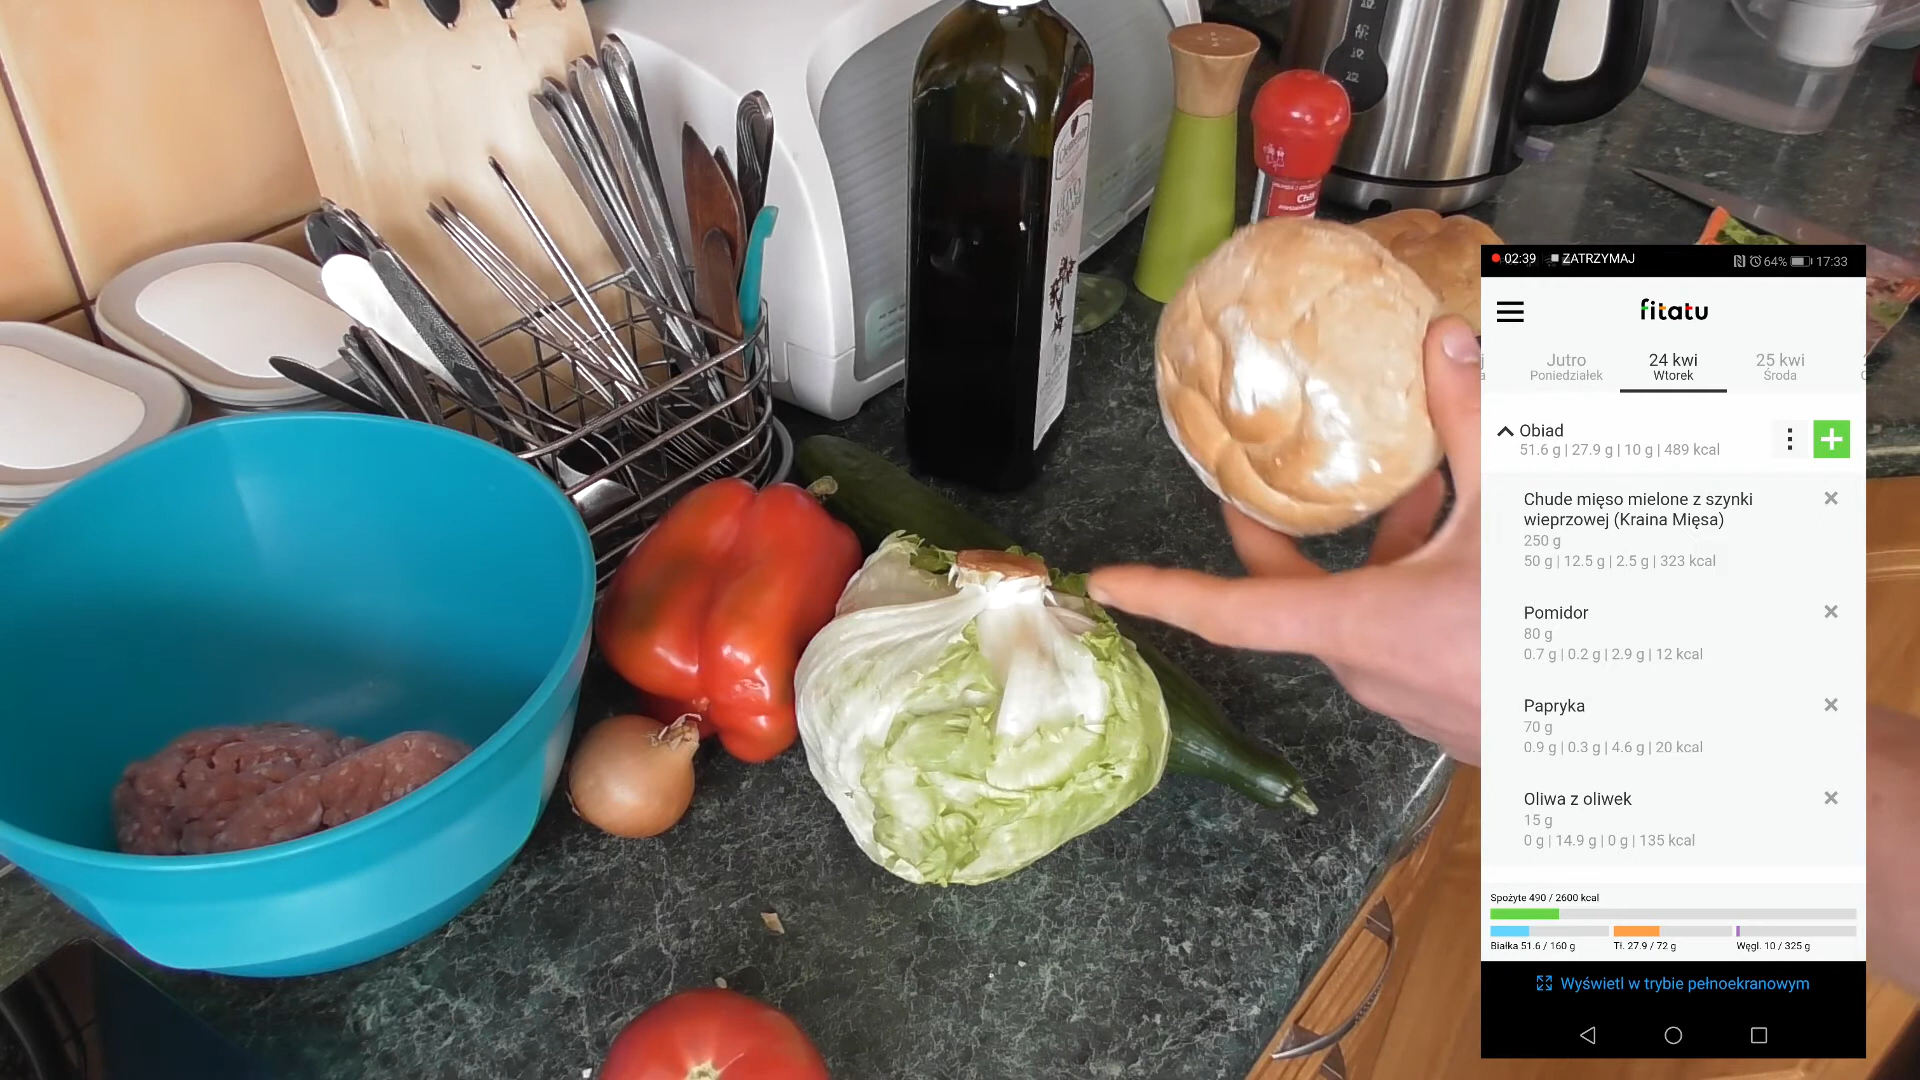 Chili
02:39 ZATRZYMAJ 64% 17:33
fitatu
Jutro
Poniedziałek
24 kwi
Wtorek
25 kwi
Środa
Obiad
51.6 g | 27.9 g | 10 g | 489 kcal
Chude mięso mielone z szynki
wieprzowej (Kraina Mięsa)
250 g
50 g | 12.5 g | 2.5 g | 323 kcal
Pomidor
80 g
0.7 g | 0.2 g | 2.9 g | 12 kcal
Papryka
70 g
0.9 g | 0.3 g | 4.6 g | 20 kcal
Oliwa z oliwek
15 g
0 g | 14.9 g | 0 g | 135 kcal
Spożyte 490 / 2600 kcal
Białka 51.6 / 160 g
Tł. 27.9 / 72 g
Węgl. 10 / 325 g
Wyświetl w trybie pełnoekranowym